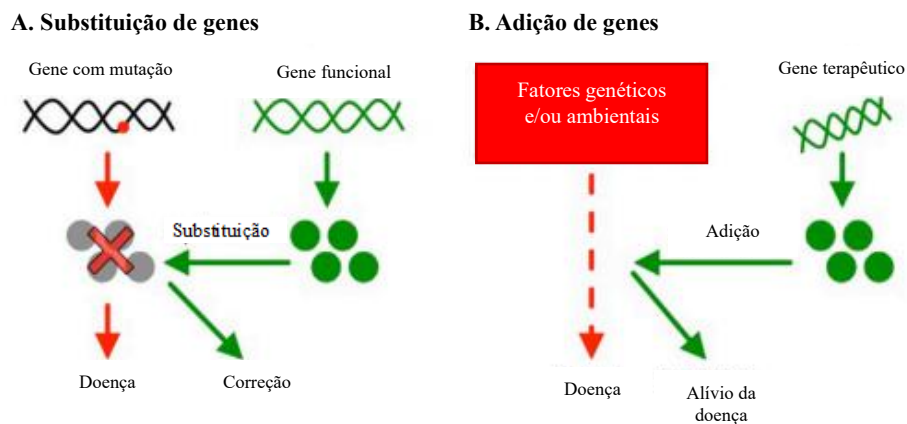 A. Substituição de genes
Gene com mutação
Gene funcional
Substituição
Doença
Correção
B. Adição de genes
Fatores genéticos
e/ou ambientais
Gene terapêutico
Adição
Doença
Alívio da
doença